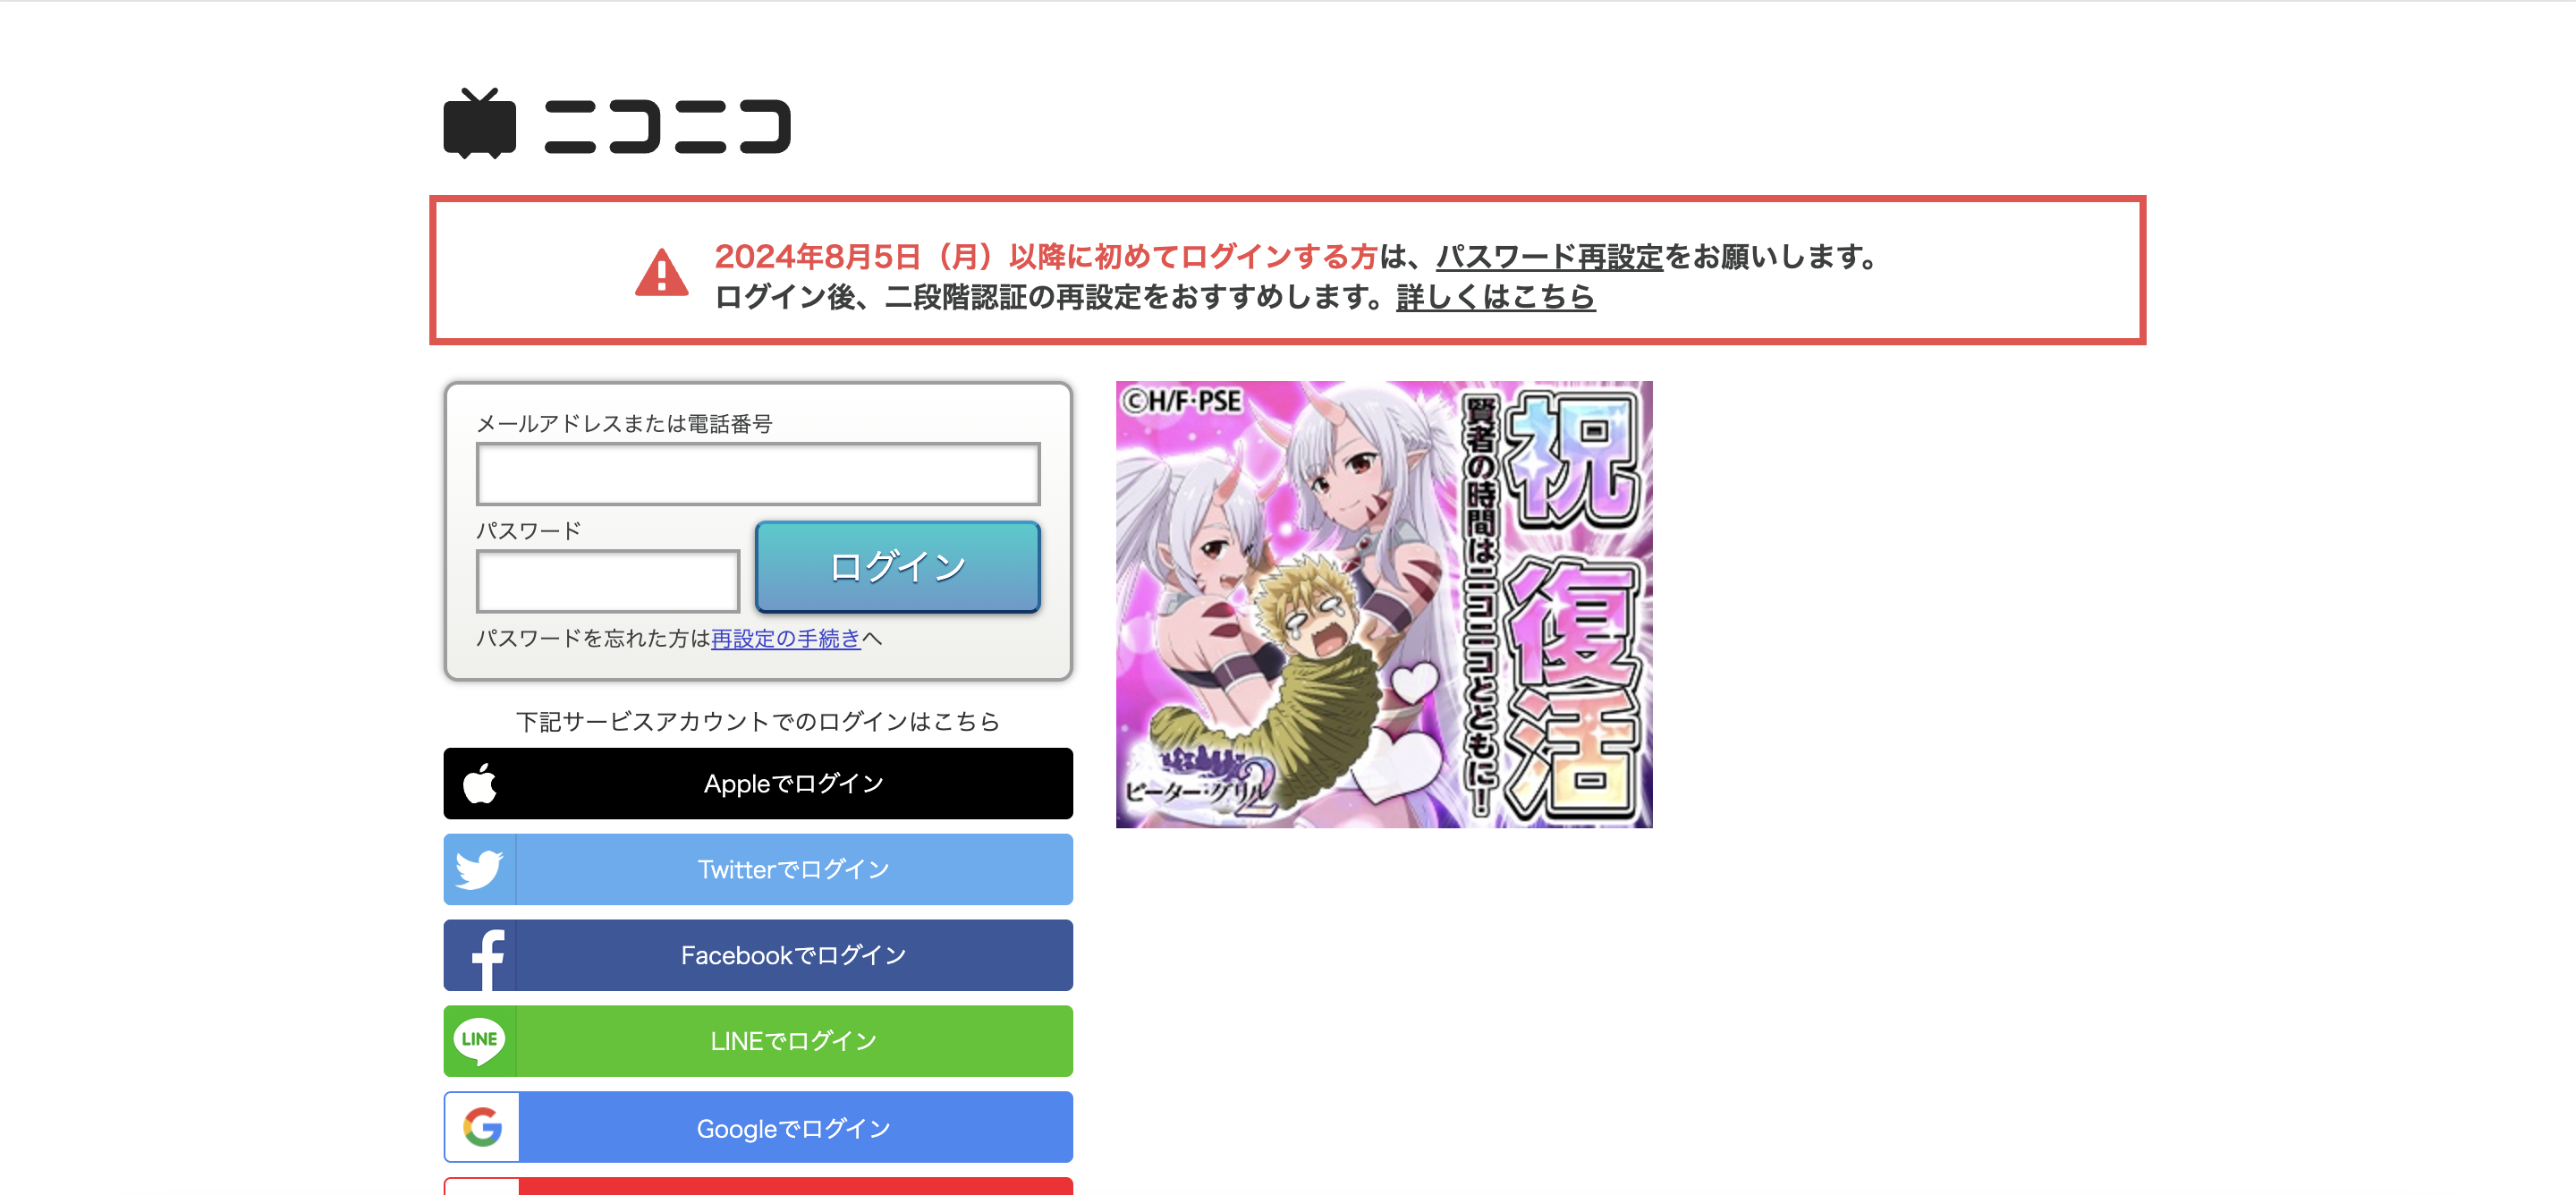 ニコニコ
2024年8月5日（月）以降に初めてログインする方は、パスワード再設定をお願いします。
ログイン後、二段階認証の再設定をおすすめします。詳しくはこちら
メールアドレスまたは電話番号
パスワード
ログイン
パスワードを忘れた方は再設定の手続きへ
下記サービスアカウントでのログインはこちら
Appleでログイン
Twitterでログイン
Facebookでログイン
LINE
LINEでログイン
Googleでログイン
©H/F·PSE
祝復活
賢者の時間はニコニコとともに!
ピーター・グリル2